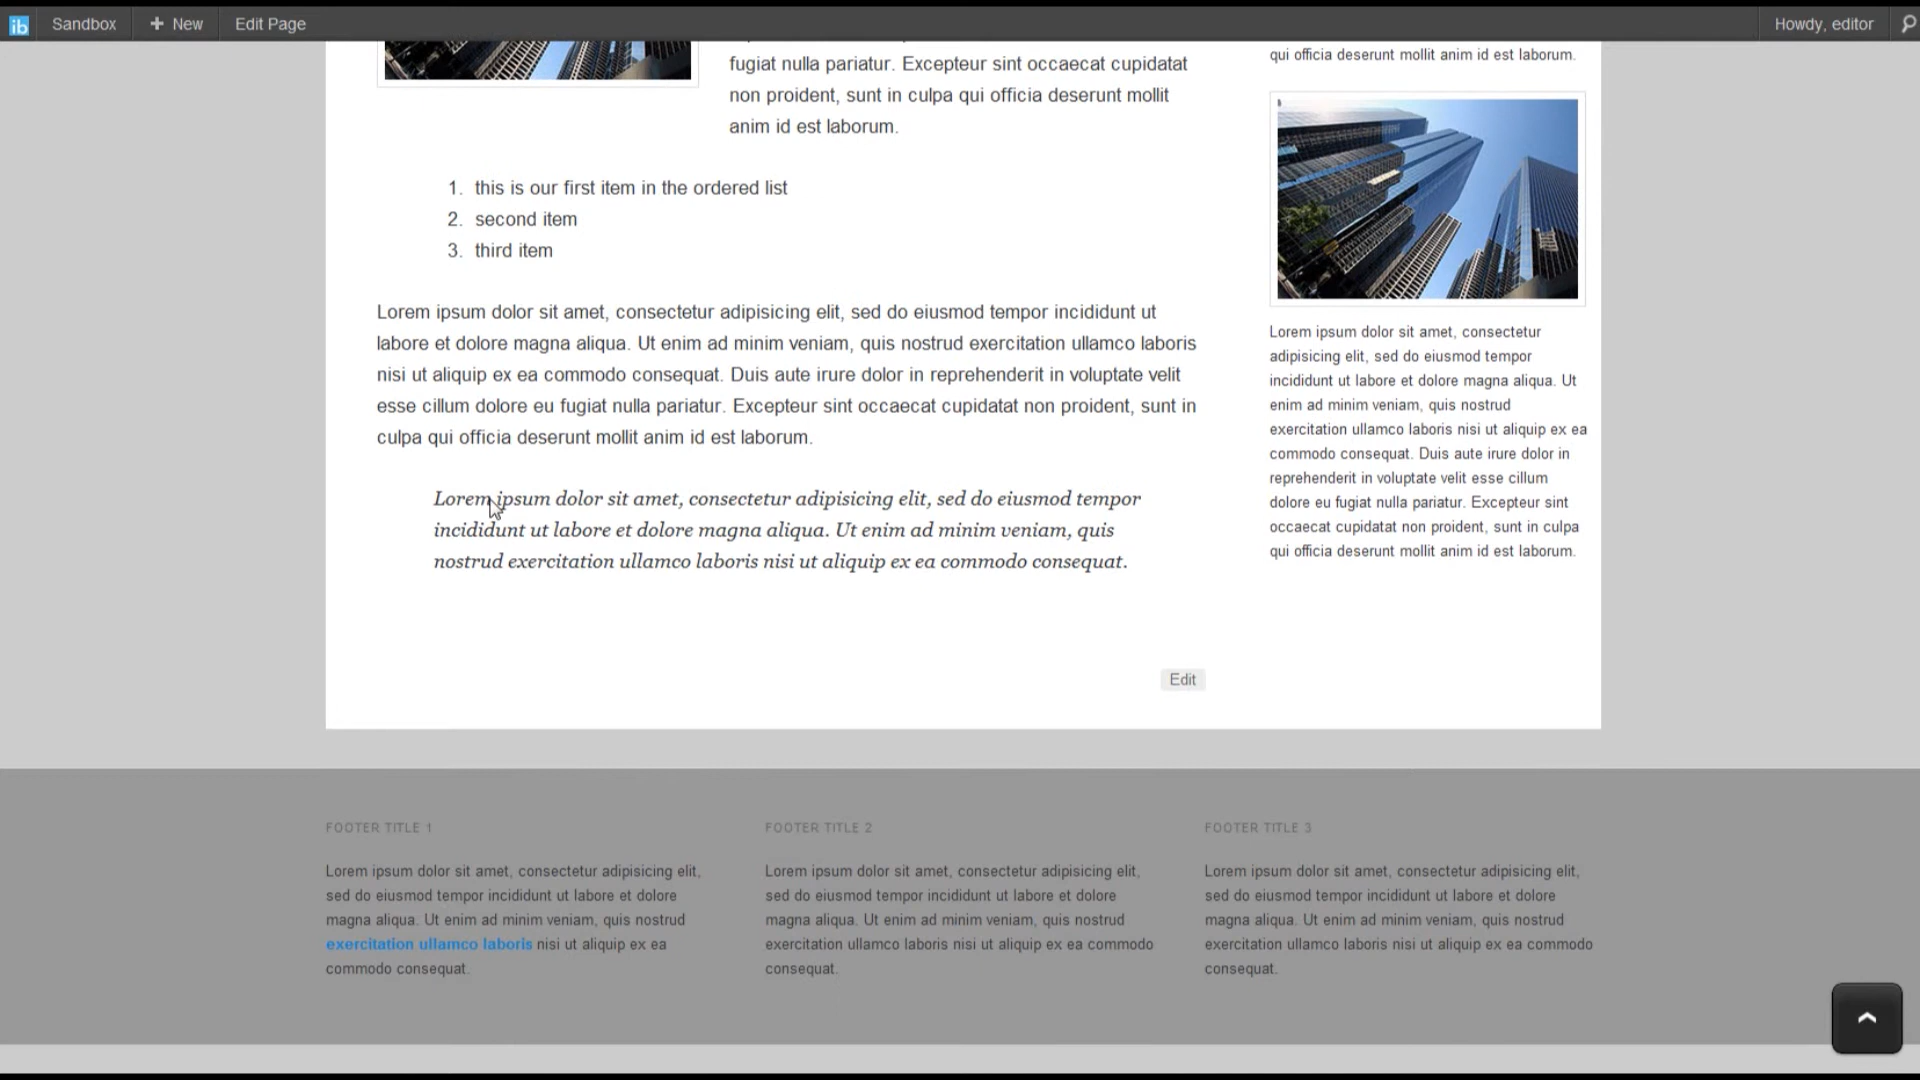 ib Sandbox + New Edit Page Howdy, editor
fugiat nulla pariatur. Excepteur sint occaecat cupidatat
non proident, sunt in culpa qui officia deserunt mollit
anim id est laborum.
1. this is our first item in the ordered list
2. second item
3. third item
Lorem ipsum dolor sit amet, consectetur adipisicing elit, sed do eiusmod tempor incididunt ut
labore et dolore magna aliqua. Ut enim ad minim veniam, quis nostrud exercitation ullamco laboris
nisi ut aliquip ex ea commodo consequat. Duis aute irure dolor in reprehenderit in voluptate velit
esse cillum dolore eu fugiat nulla pariatur. Excepteur sint occaecat cupidatat non proident, sunt in
culpa qui officia deserunt mollit anim id est laborum.
Lorem ipsum dolor sit amet, consectetur adipisicing elit, sed do eiusmod tempor
incididunt ut labore et dolore magna aliqua. Ut enim ad minim veniam, quis
nostrud exercitation ullamco laboris nisi ut aliquip ex ea commodo consequat.
Edit
qui officia deserunt mollit anim id est laborum.
Lorem ipsum dolor sit amet, consectetur
adipisicing elit, sed do eiusmod tempor
incididunt ut labore et dolore magna aliqua. Ut
enim ad minim veniam, quis nostrud
exercitation ullamco laboris nisi ut aliquip ex ea
commodo consequat. Duis aute irure dolor in
reprehenderit in voluptate velit esse cillum
dolore eu fugiat nulla pariatur. Excepteur sint
occaecat cupidatat non proident, sunt in culpa
qui officia deserunt mollit anim id est laborum.
FOOTER TITLE 1
Lorem ipsum dolor sit amet, consectetur adipisicing elit,
sed do eiusmod tempor incididunt ut labore et dolore
magna aliqua. Ut enim ad minim veniam, quis nostrud
exercitation ullamco laboris nisi ut aliquip ex ea
commodo consequat.
FOOTER TITLE 2
Lorem ipsum dolor sit amet, consectetur adipisicing elit,
sed do eiusmod tempor incididunt ut labore et dolore
magna aliqua. Ut enim ad minim veniam, quis nostrud
exercitation ullamco laboris nisi ut aliquip ex ea commodo
consequat.
FOOTER TITLE 3
Lorem ipsum dolor sit amet, consectetur adipisicing elit,
sed do eiusmod tempor incididunt ut labore et dolore
magna aliqua. Ut enim ad minim veniam, quis nostrud
exercitation ullamco laboris nisi ut aliquip ex ea commodo
consequat.